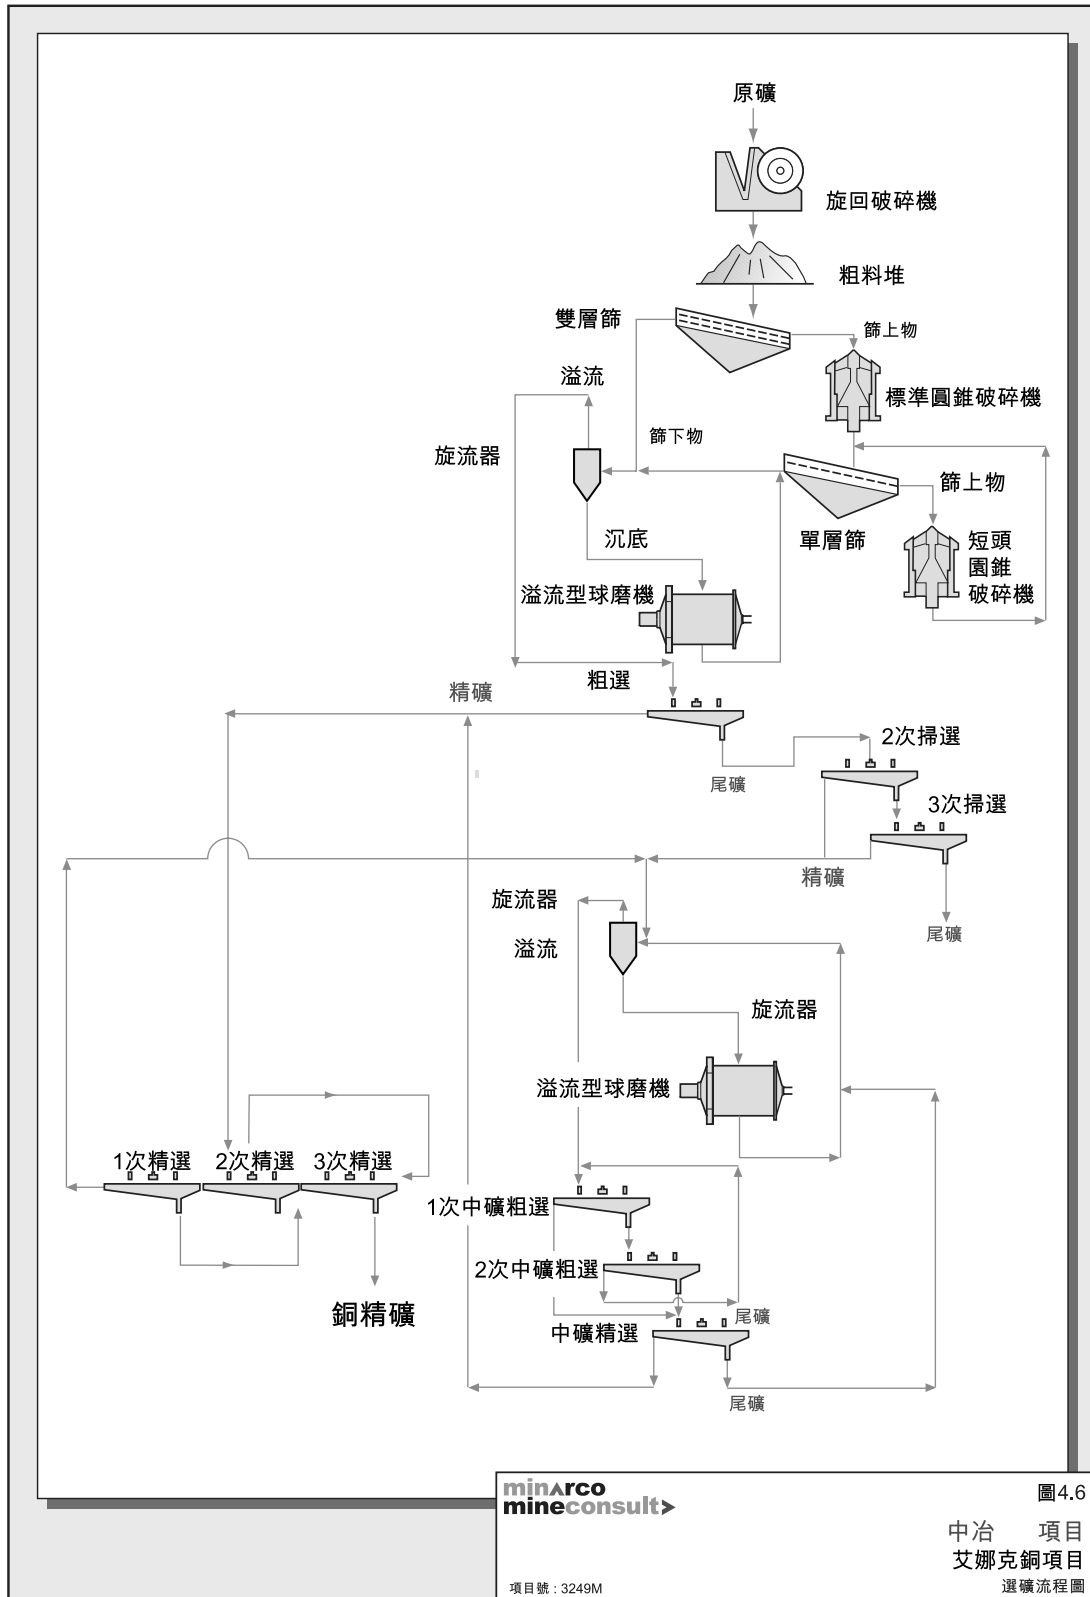 原礦
旋回破碎機
粗料堆
雙層篩
篩上物
溢流
標準圓錐破碎機
篩下物
旋流器
篩上物
沉底
單層篩
短頭
園錐
破碎機
溢流型球磨機
粗選
精礦
2次掃選
尾礦
3次掃選
精礦
旋流器
尾礦
溢流
旋流器
溢流型球磨機
1次精選
2次精選
3次精選
1次中礦粗選
2次中礦粗選
銅精礦
尾礦
中礦精選
尾礦
minarco
mineconsult
圖4.6
中冶 項目
艾娜克銅項目
選礦流程圖
項目號 : 3249M